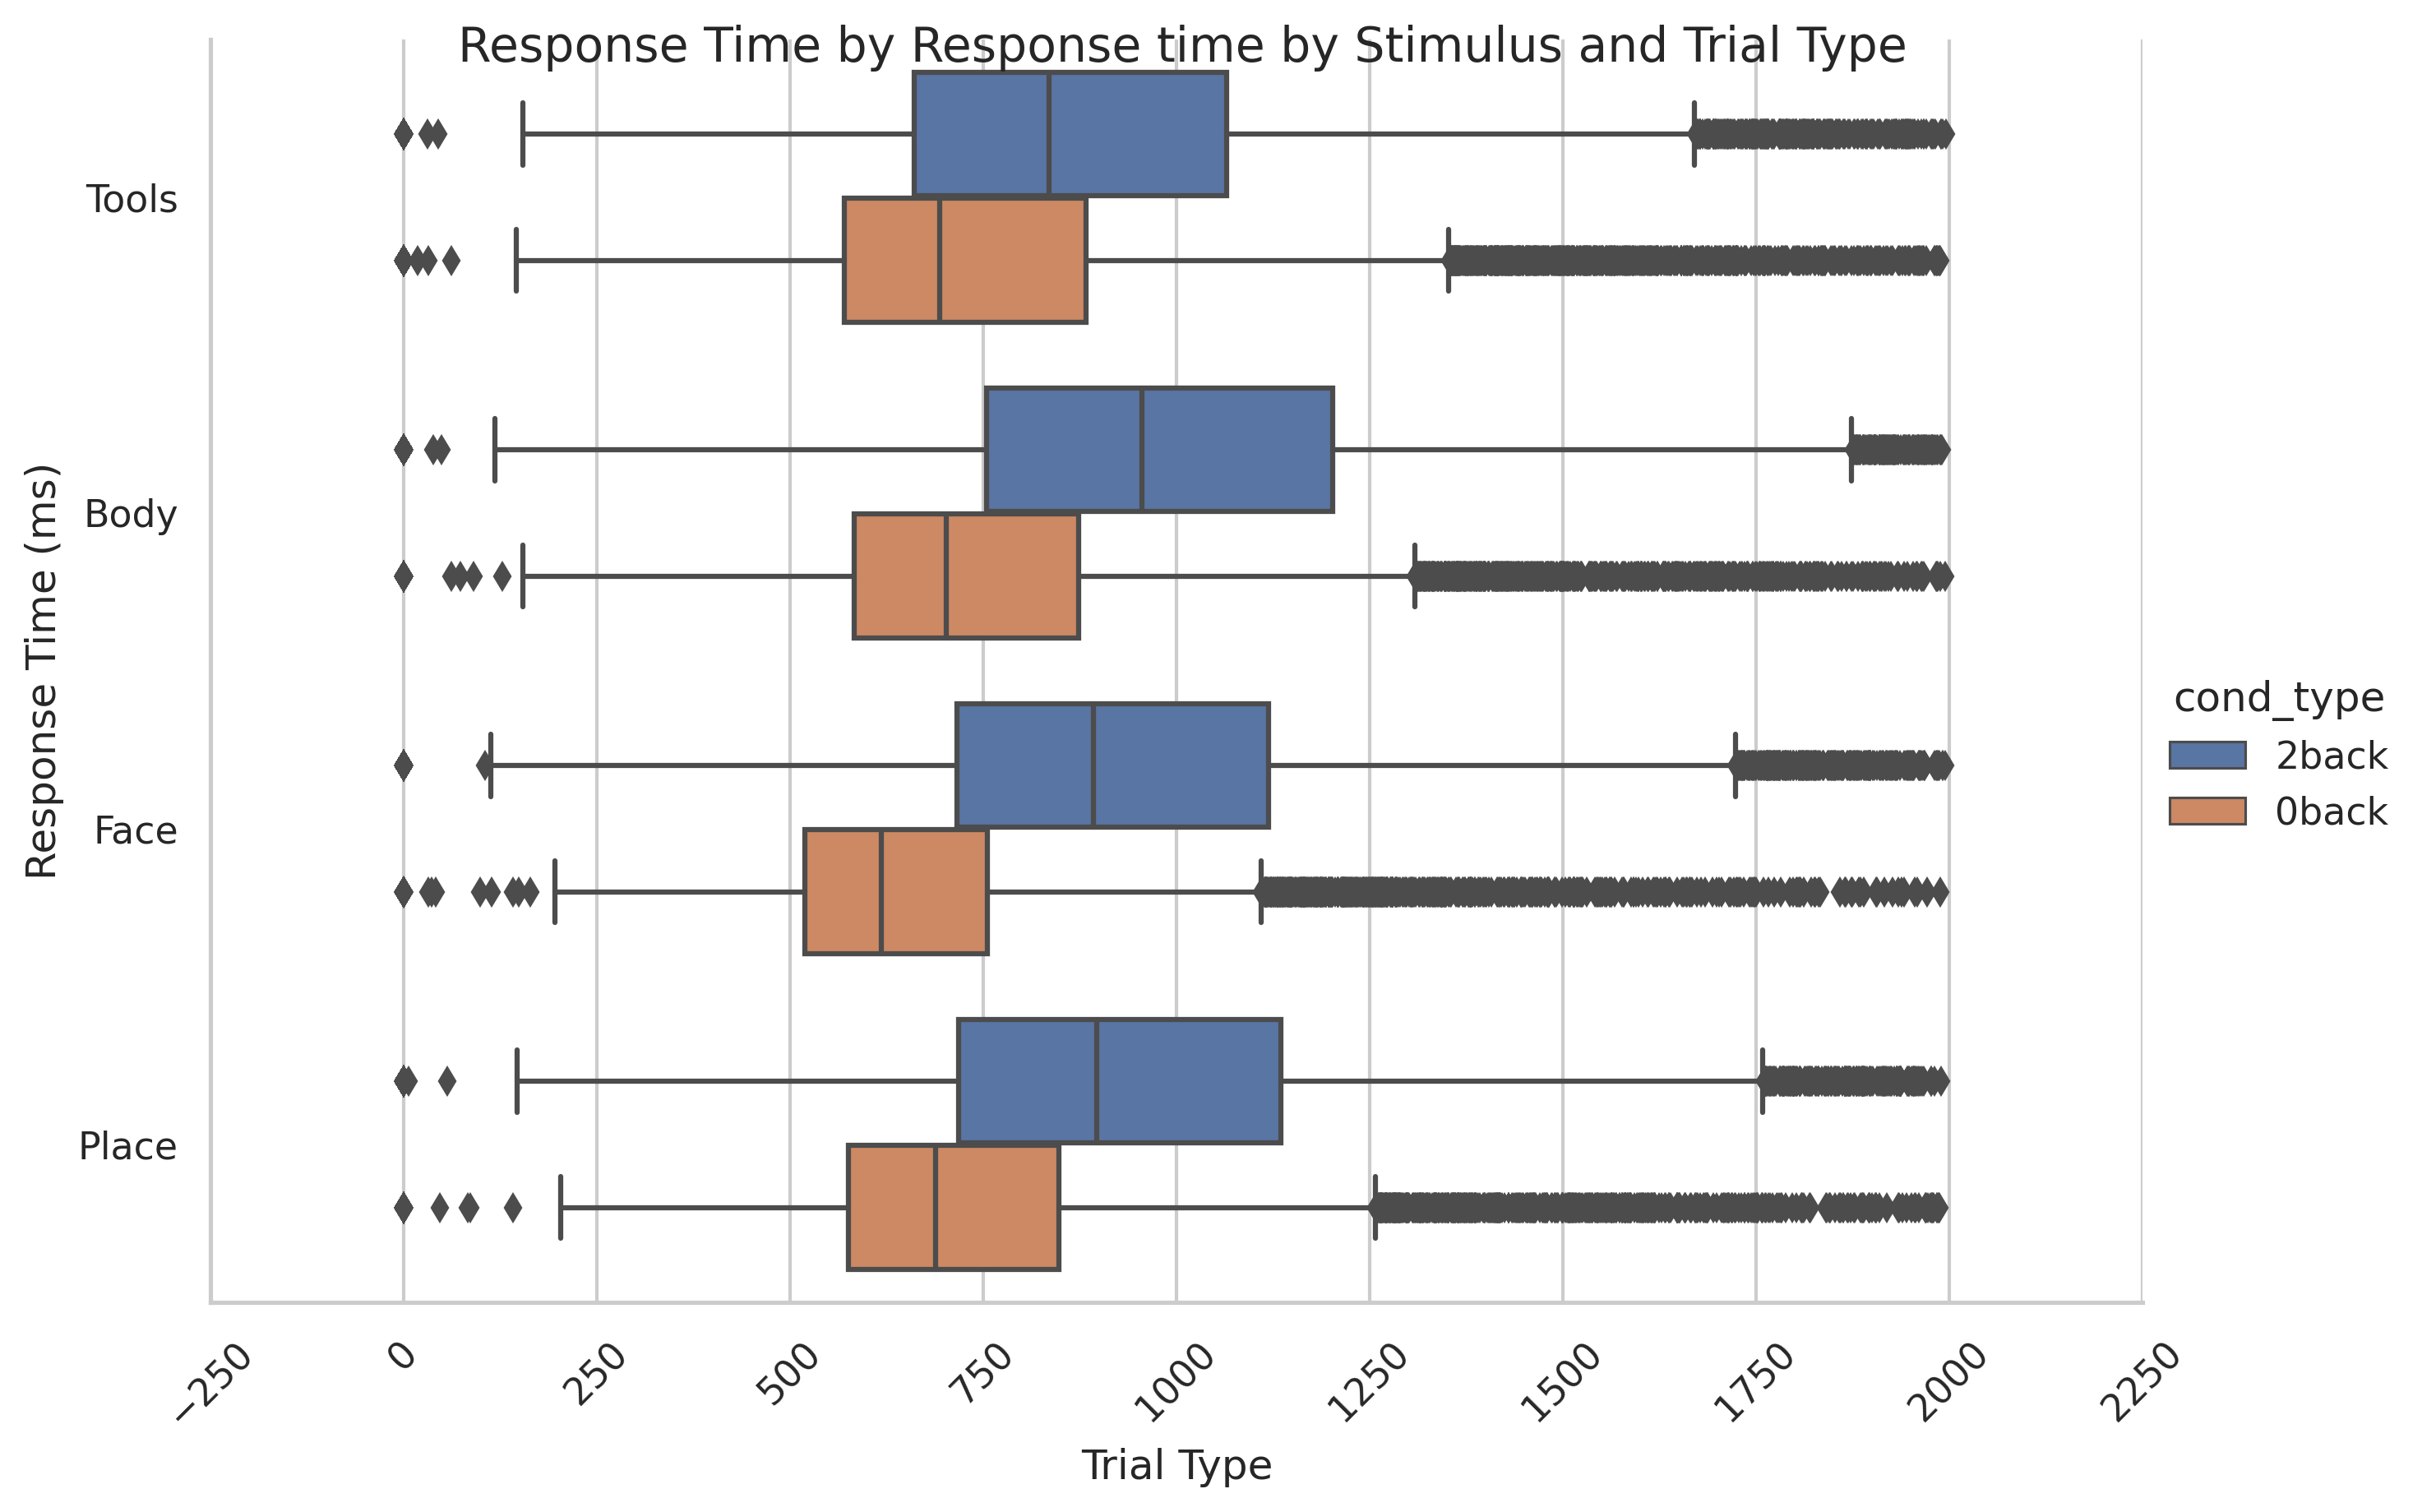 Response Time by Response time by Stimulus and Trial Type
Response Time (ms)
Tools
Body
Face
Place
cond_type
2back
0back
−250
0
250
500
750
1000
1250
1500
1750
2000
2250
Trial Type